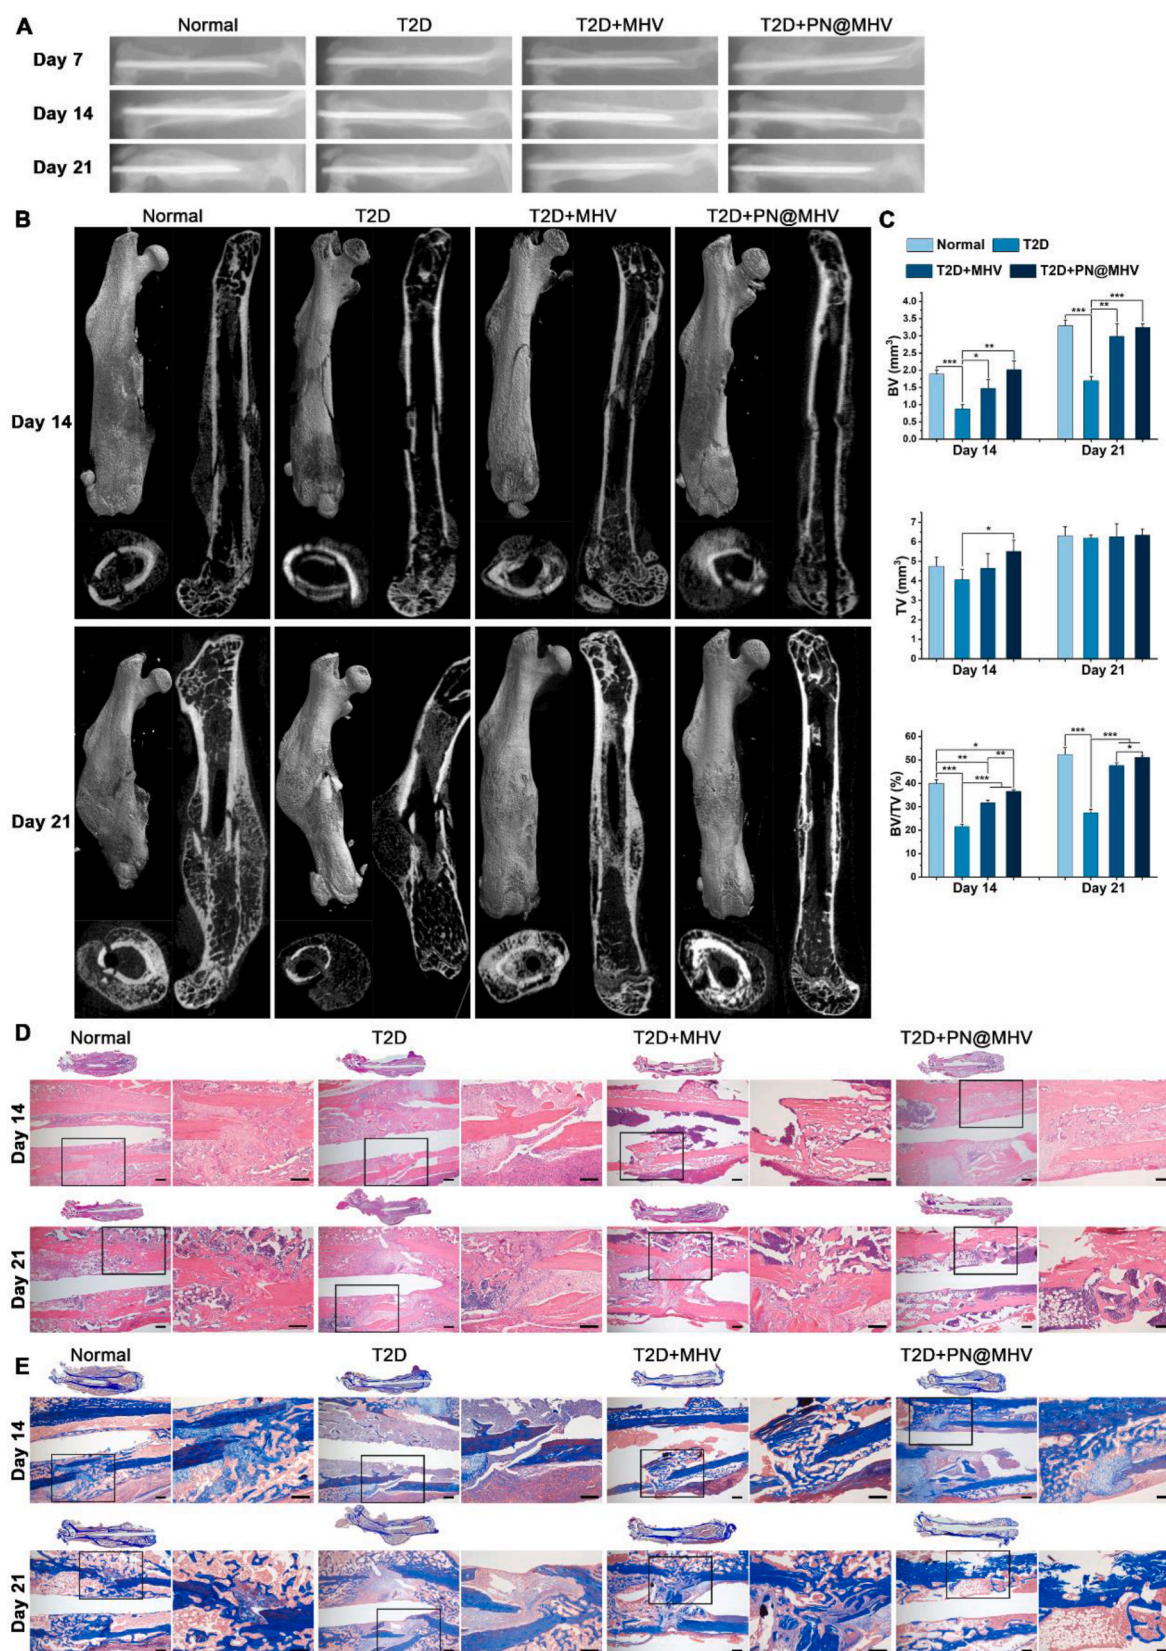 A
Normal T2D T2D+MHV T2D+PN@MHV
Day 7
Day 14
Day 21
B
Normal T2D T2D+MHV T2D+PN@MHV
Day 14
Day 21
C
Normal T2D
T2D+MHV T2D+PN@MHV
BV (mm³)
4.0
3.5
3.0
2.5
2.0
1.5
1.0
0.5
0.0
*** * ** *** ** ***
Day 14 Day 21
TV (mm³)
7
6
5
4
3
2
1
0
*
Day 14 Day 21
BV/TV (%)
60
50
40
30
20
10
0
* ** ** *** *** *** *** *
Day 14 Day 21
D
Normal T2D T2D+MHV T2D+PN@MHV
Day 14
Day 21
E
Normal T2D T2D+MHV T2D+PN@MHV
Day 14
Day 21